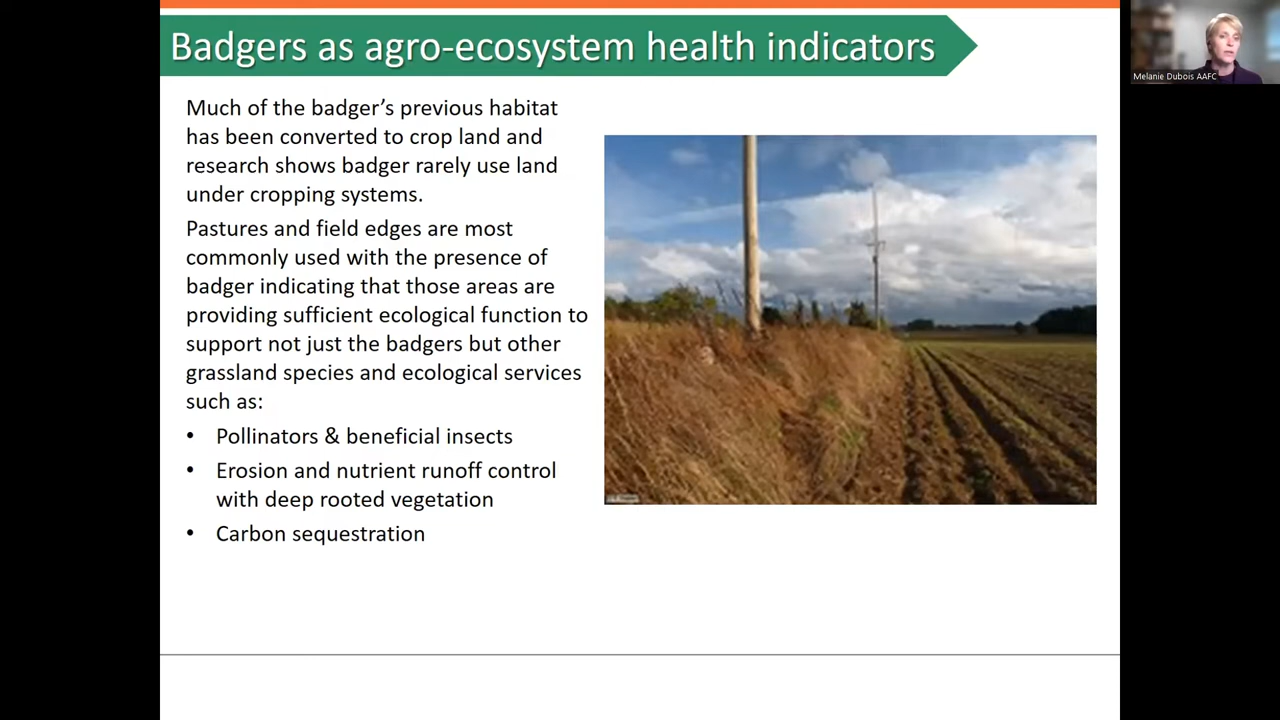 Badgers as agro-ecosystem health indicators
Melanie Dubois AAFC
Much of the badger’s previous habitat
has been converted to crop land and
research shows badger rarely use land
under cropping systems.
Pastures and field edges are most
commonly used with the presence of
badger indicating that those areas are
providing sufficient ecological function to
support not just the badgers but other
grassland species and ecological services
such as:
• Pollinators & beneficial insects
• Erosion and nutrient runoff control
with deep rooted vegetation
• Carbon sequestration